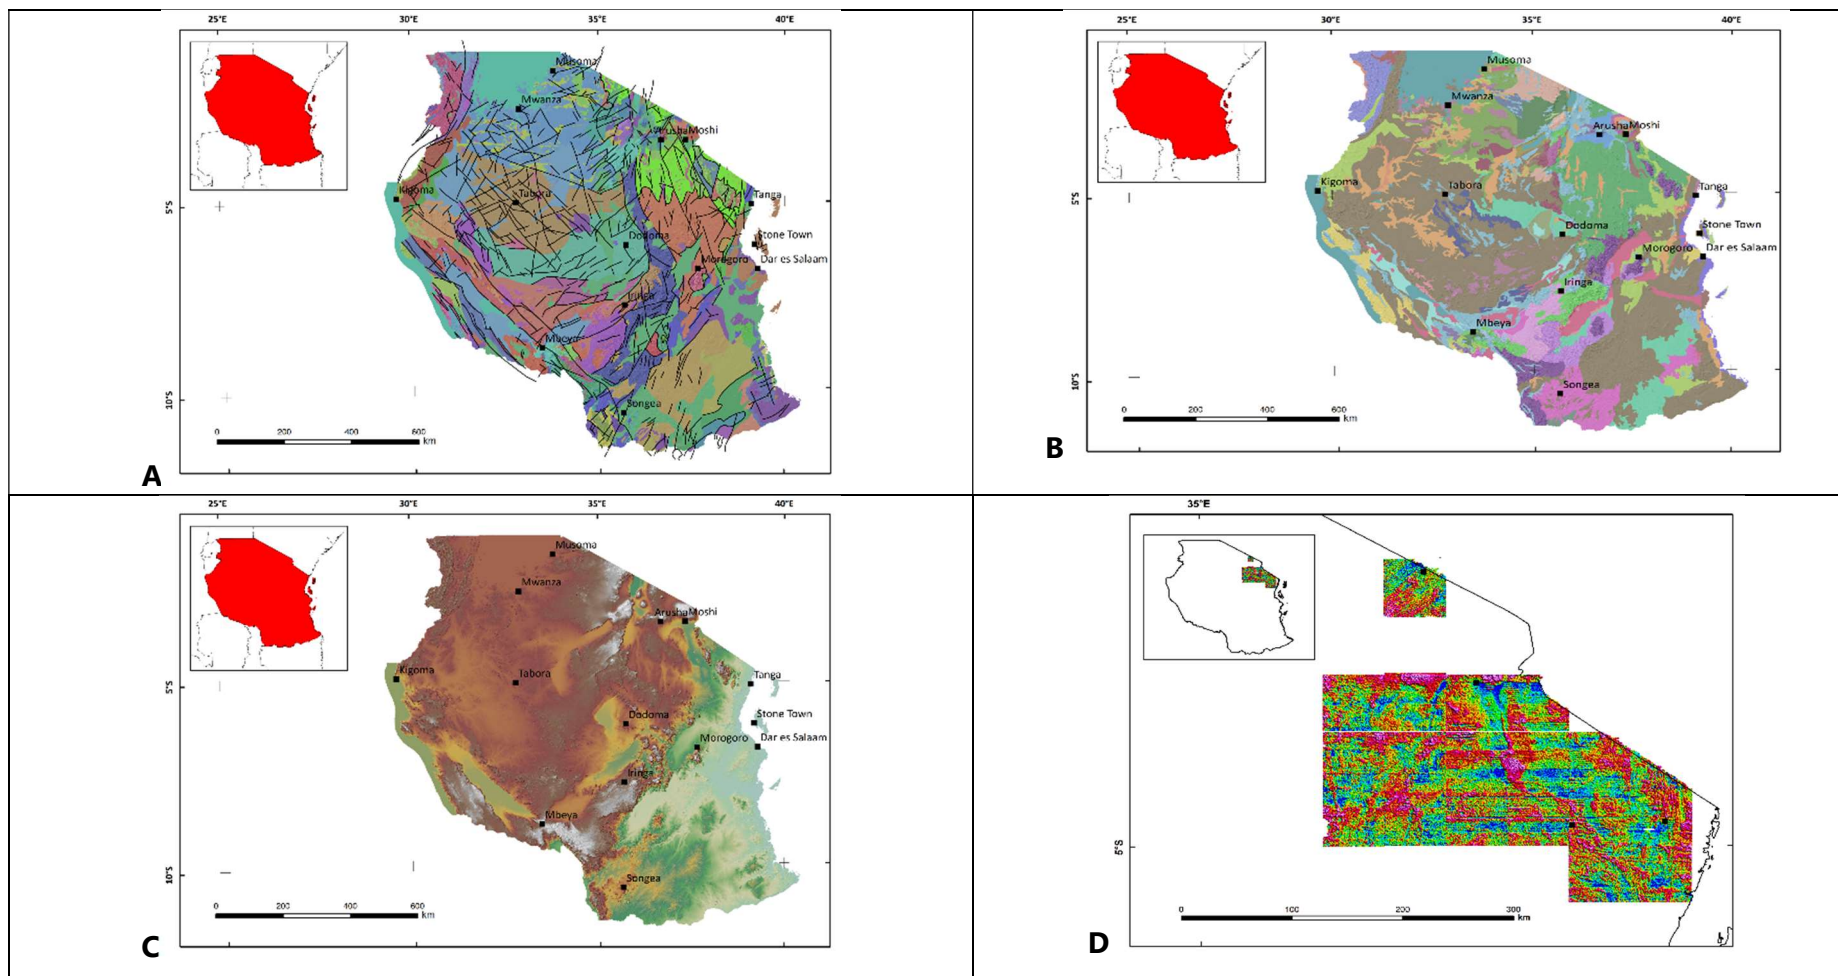 25°E 30°E 35°E 40°E
Musoma
Mwanza
Arusha Moshi
Kigoma
Tabora
Tanga
5°S
Dodoma
Stone Town
Morogoro
Dar es Salaam
Iringa
Mbeya
10°S
Songea
0 200 400 600
km
A
25°E 30°E 35°E 40°E
Musoma
Mwanza
Arusha Moshi
Kigoma
Tabora
Tanga
5°S
Dodoma
Stone Town
Morogoro
Dar es Salaam
Iringa
Mbeya
10°S
Songea
0 200 400 600
km
B
25°E 30°E 35°E 40°E
Musoma
Mwanza
Arusha Moshi
Kigoma
Tabora
Tanga
5°S
Dodoma
Stone Town
Morogoro
Dar es Salaam
Iringa
Mbeya
10°S
Songea
0 200 400 600
km
C
35°E
5°S
0 100 200 300
km
D